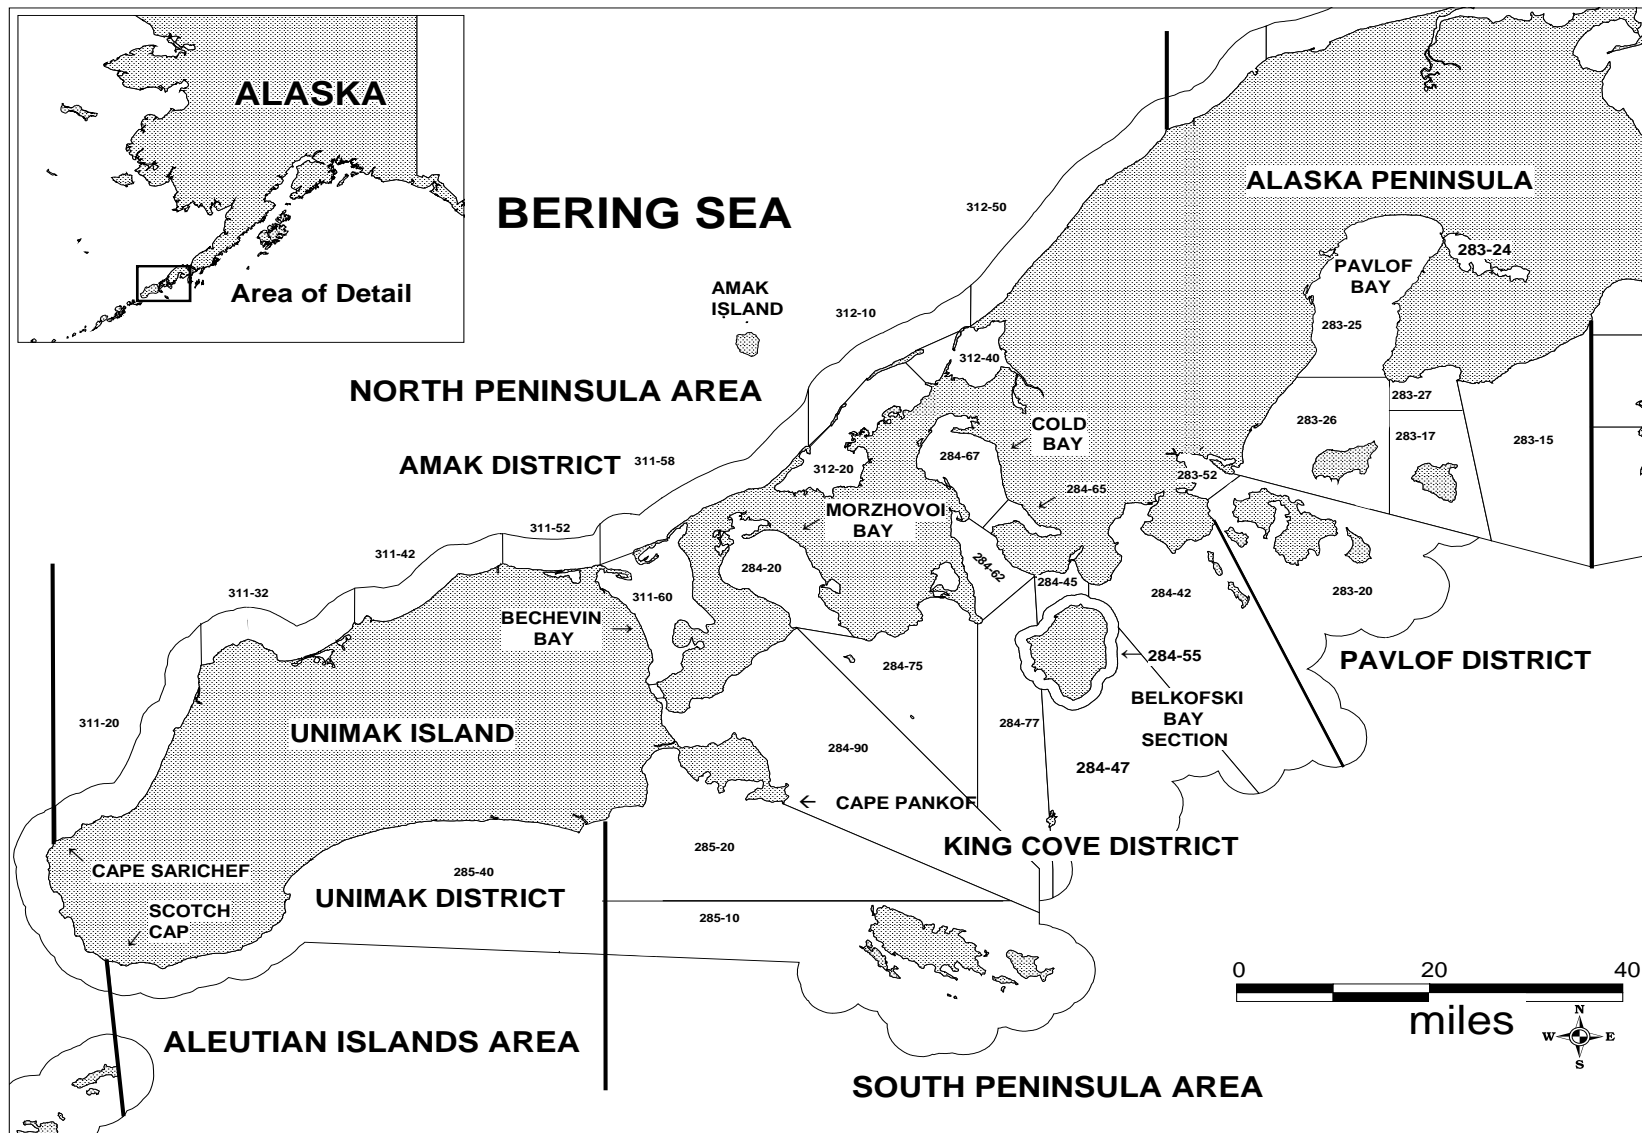 ALASKA
Area of Detail
BERING SEA
ALASKA PENINSULA
312-50
283-24
PAVLOF
BAY
AMAK
ISLAND
312-10
283-25
312-40
NORTH PENINSULA AREA
283-27
COLD
BAY
283-26
283-17
283-15
AMAK DISTRICT
311-58
312-20
284-67
283-52
284-65
MORZHOVOI
BAY
311-52
311-42
284-20
284-62
284-45
311-32
311-60
284-42
283-20
BECHEVIN
BAY
284-55
PAVLOF DISTRICT
284-75
BELKOFSKI
BAY
SECTION
311-20
UNIMAK ISLAND
284-77
284-90
284-47
CAPE PANKOF
285-20
KING COVE DISTRICT
CAPE SARICHEF
285-40
UNIMAK DISTRICT
SCOTCH
CAP
285-10
0 20 40
miles
N
W E
S
ALEUTIAN ISLANDS AREA
SOUTH PENINSULA AREA